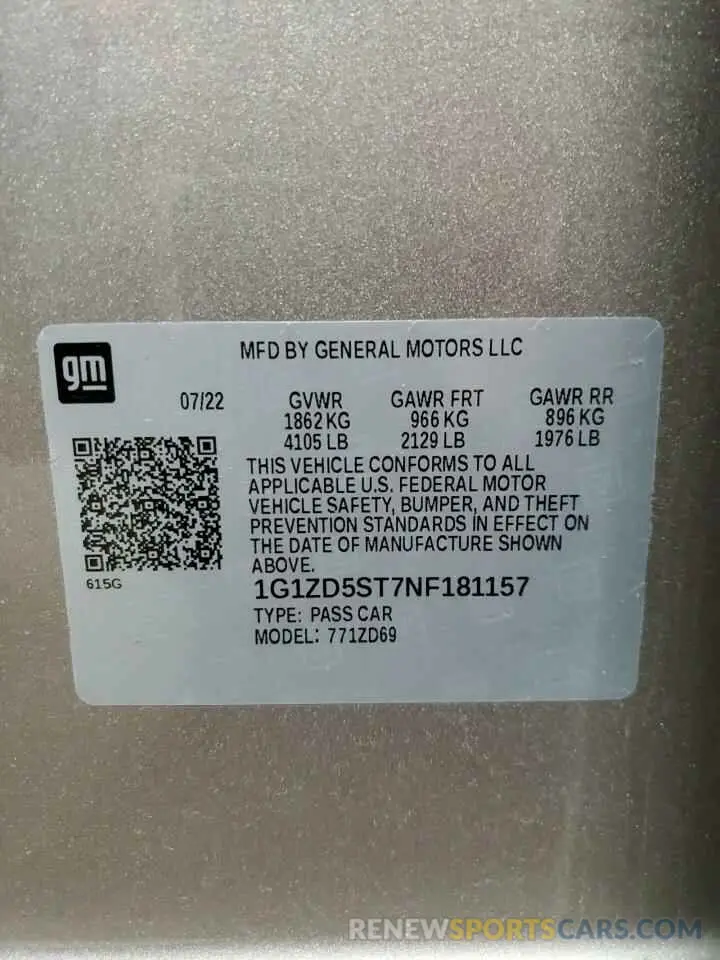 gm
MFD BY GENERAL MOTORS LLC
07/22
GVWR GAWR FRT GAWR RR
1862 KG 966 KG 896 KG
4105 LB 2129 LB 1976 LB
THIS VEHICLE CONFORMS TO ALL
APPLICABLE U.S. FEDERAL MOTOR
VEHICLE SAFETY, BUMPER, AND THEFT
PREVENTION STANDARDS IN EFFECT ON
THE DATE OF MANUFACTURE SHOWN
ABOVE.
615G
1G1ZD5ST7NF181157
TYPE: PASS CAR
MODEL: 771ZD69
RENEWSPORTSCARS.COM